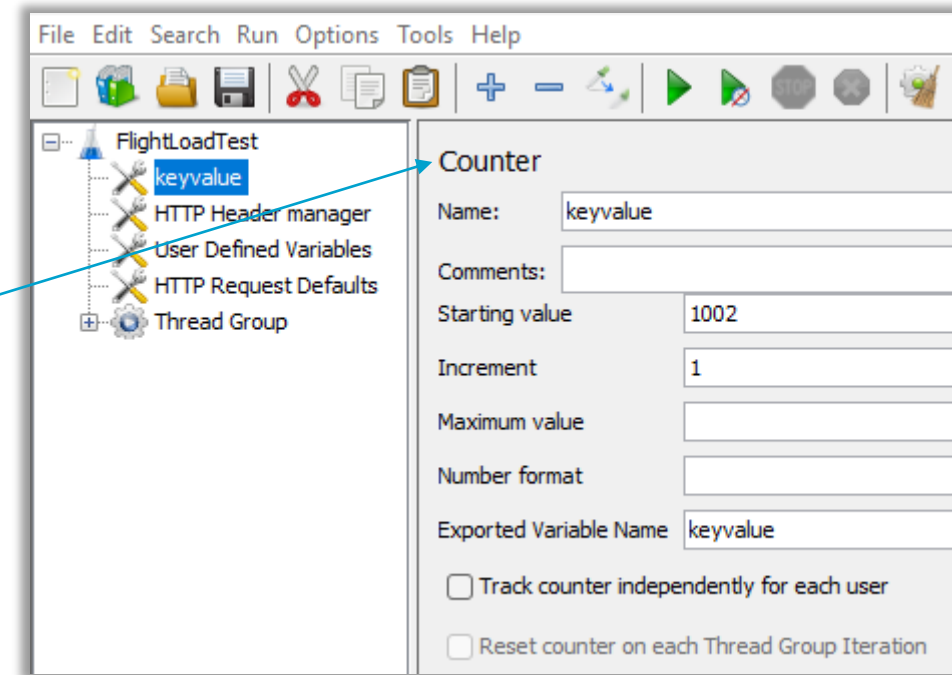 File Edit Search Run Options Tools Help
STOP
FlightLoadTest
keyvalue
HTTP Header manager
User Defined Variables
HTTP Request Defaults
Thread Group
Counter
Name: keyvalue
Comments:
Starting value 1002
Increment 1
Maximum value
Number format
Exported Variable Name keyvalue
Track counter independently for each user
Reset counter on each Thread Group Iteration